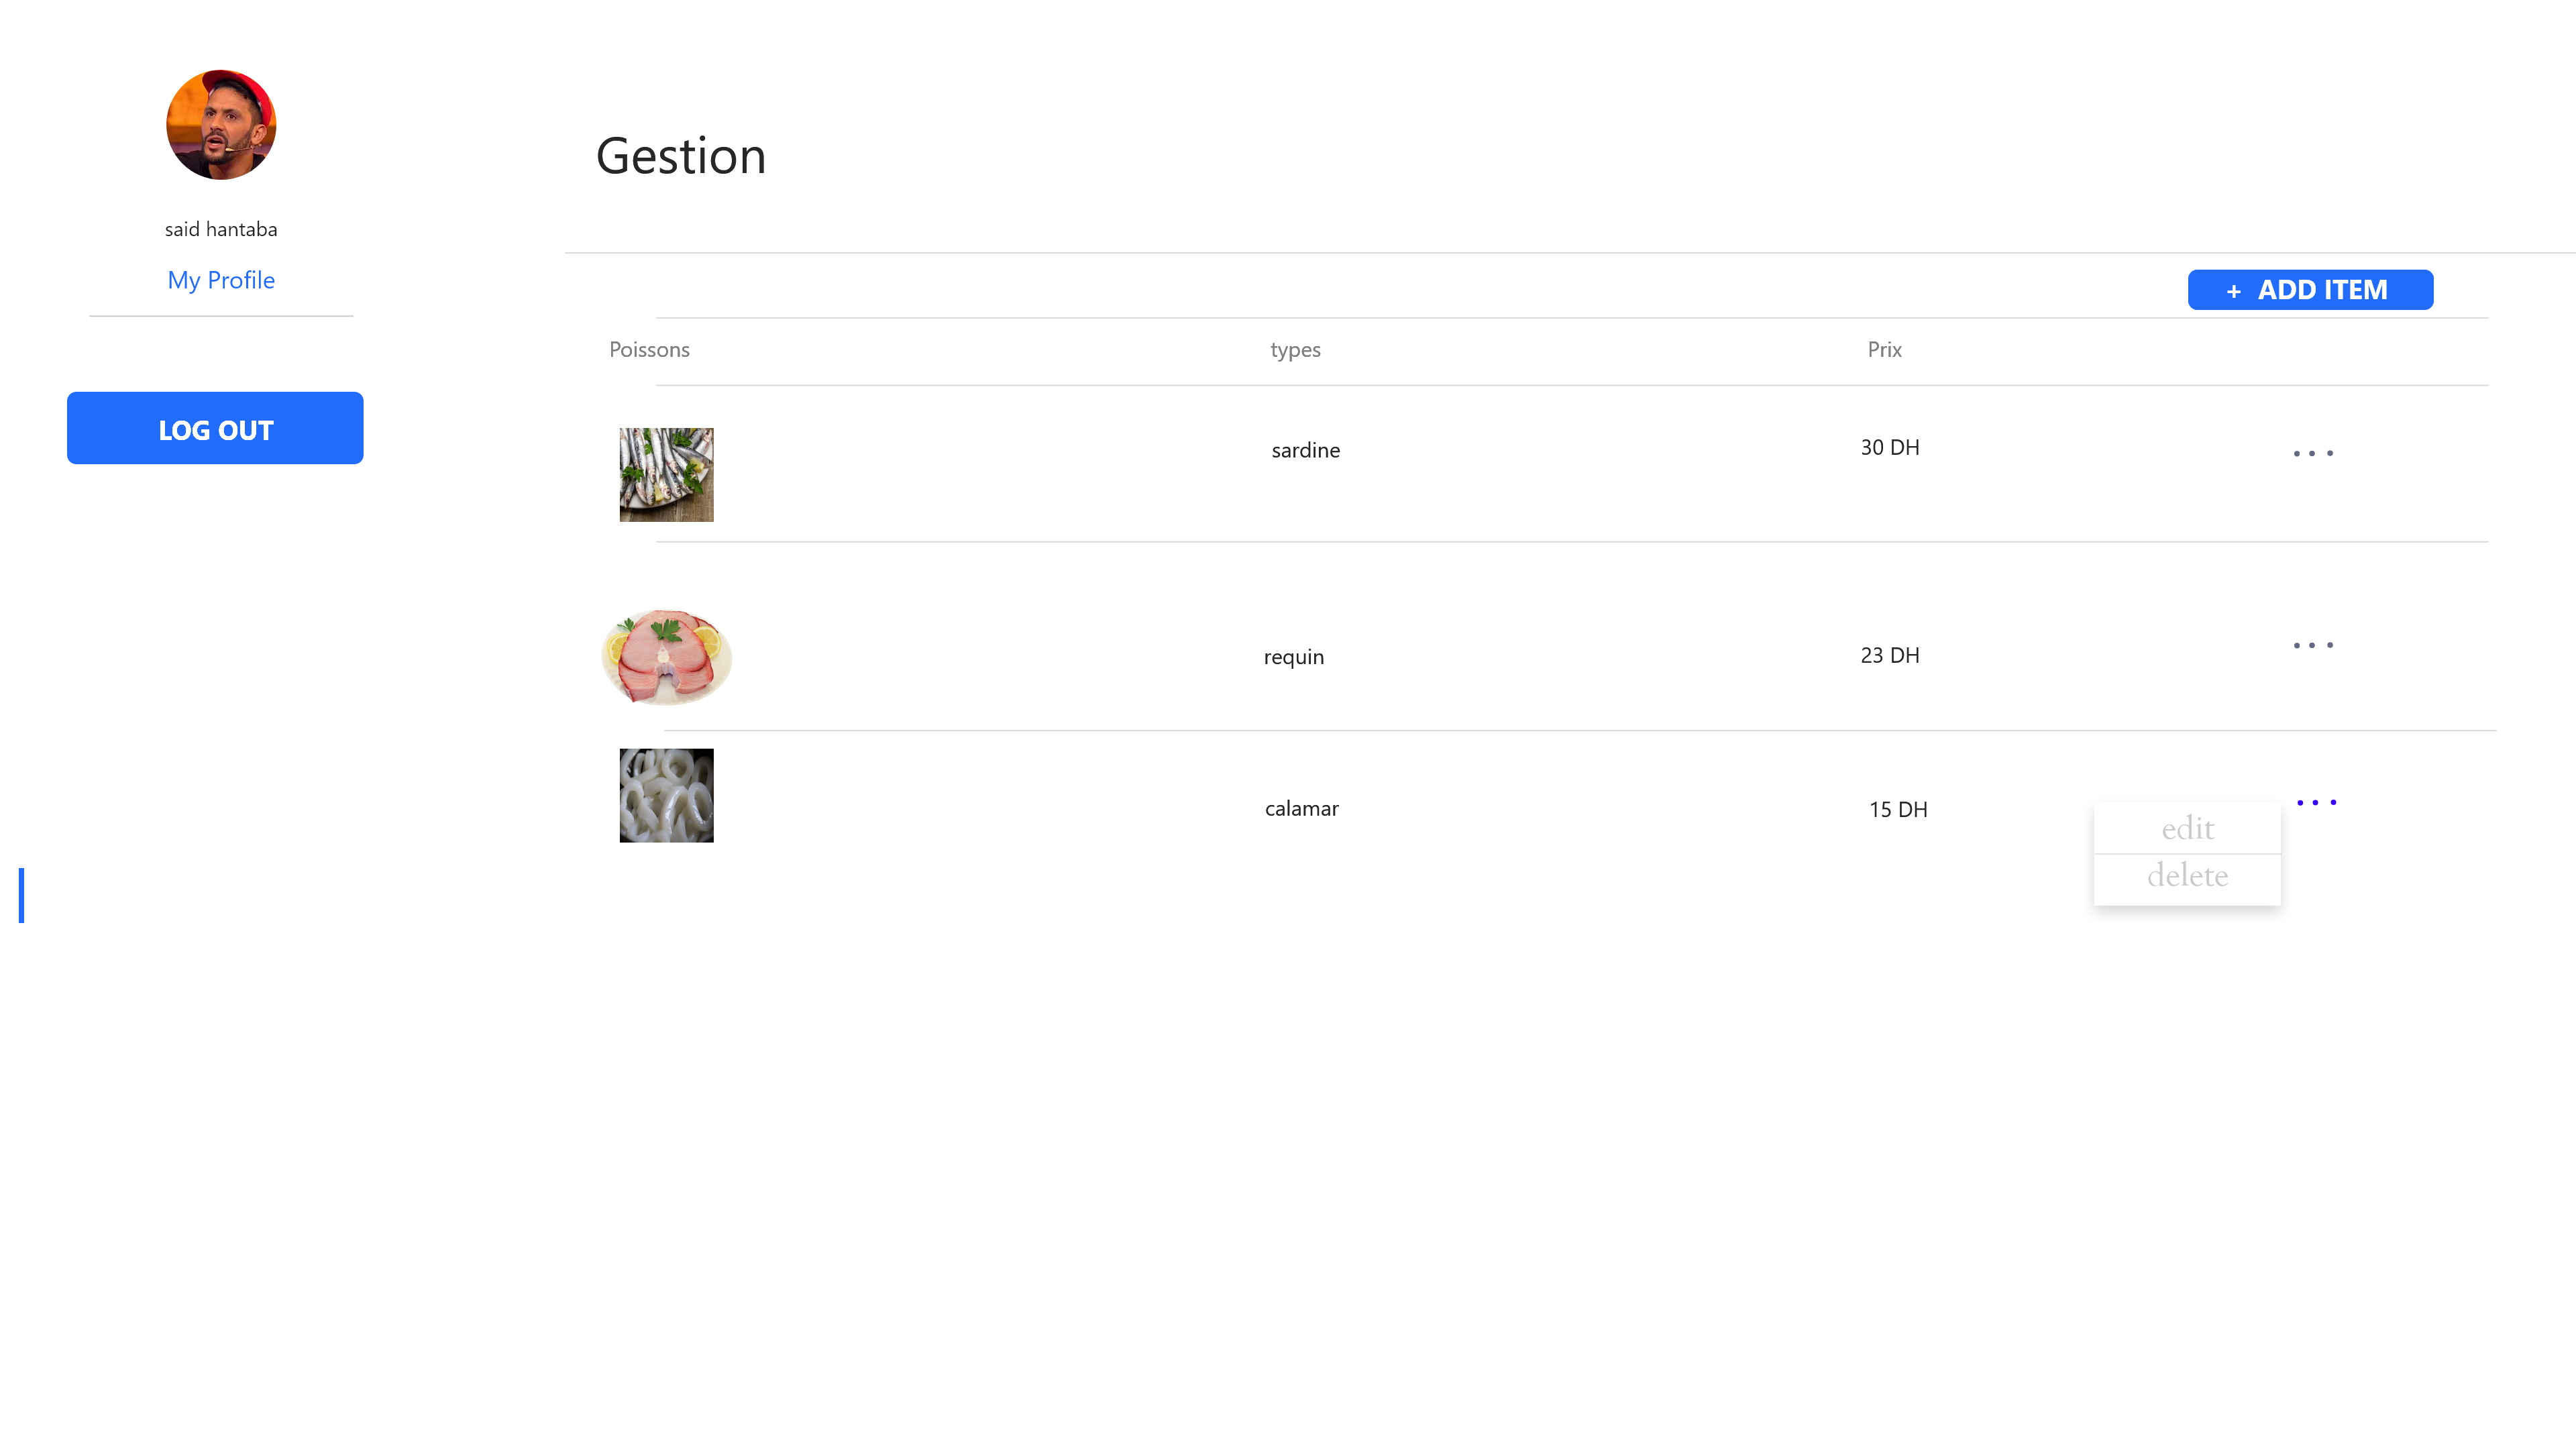 said hantaba
My Profile
LOG OUT
Gestion
+ ADD ITEM
Poissons types Prix
sardine 30 DH
requin 23 DH
calamar 15 DH
edit
delete